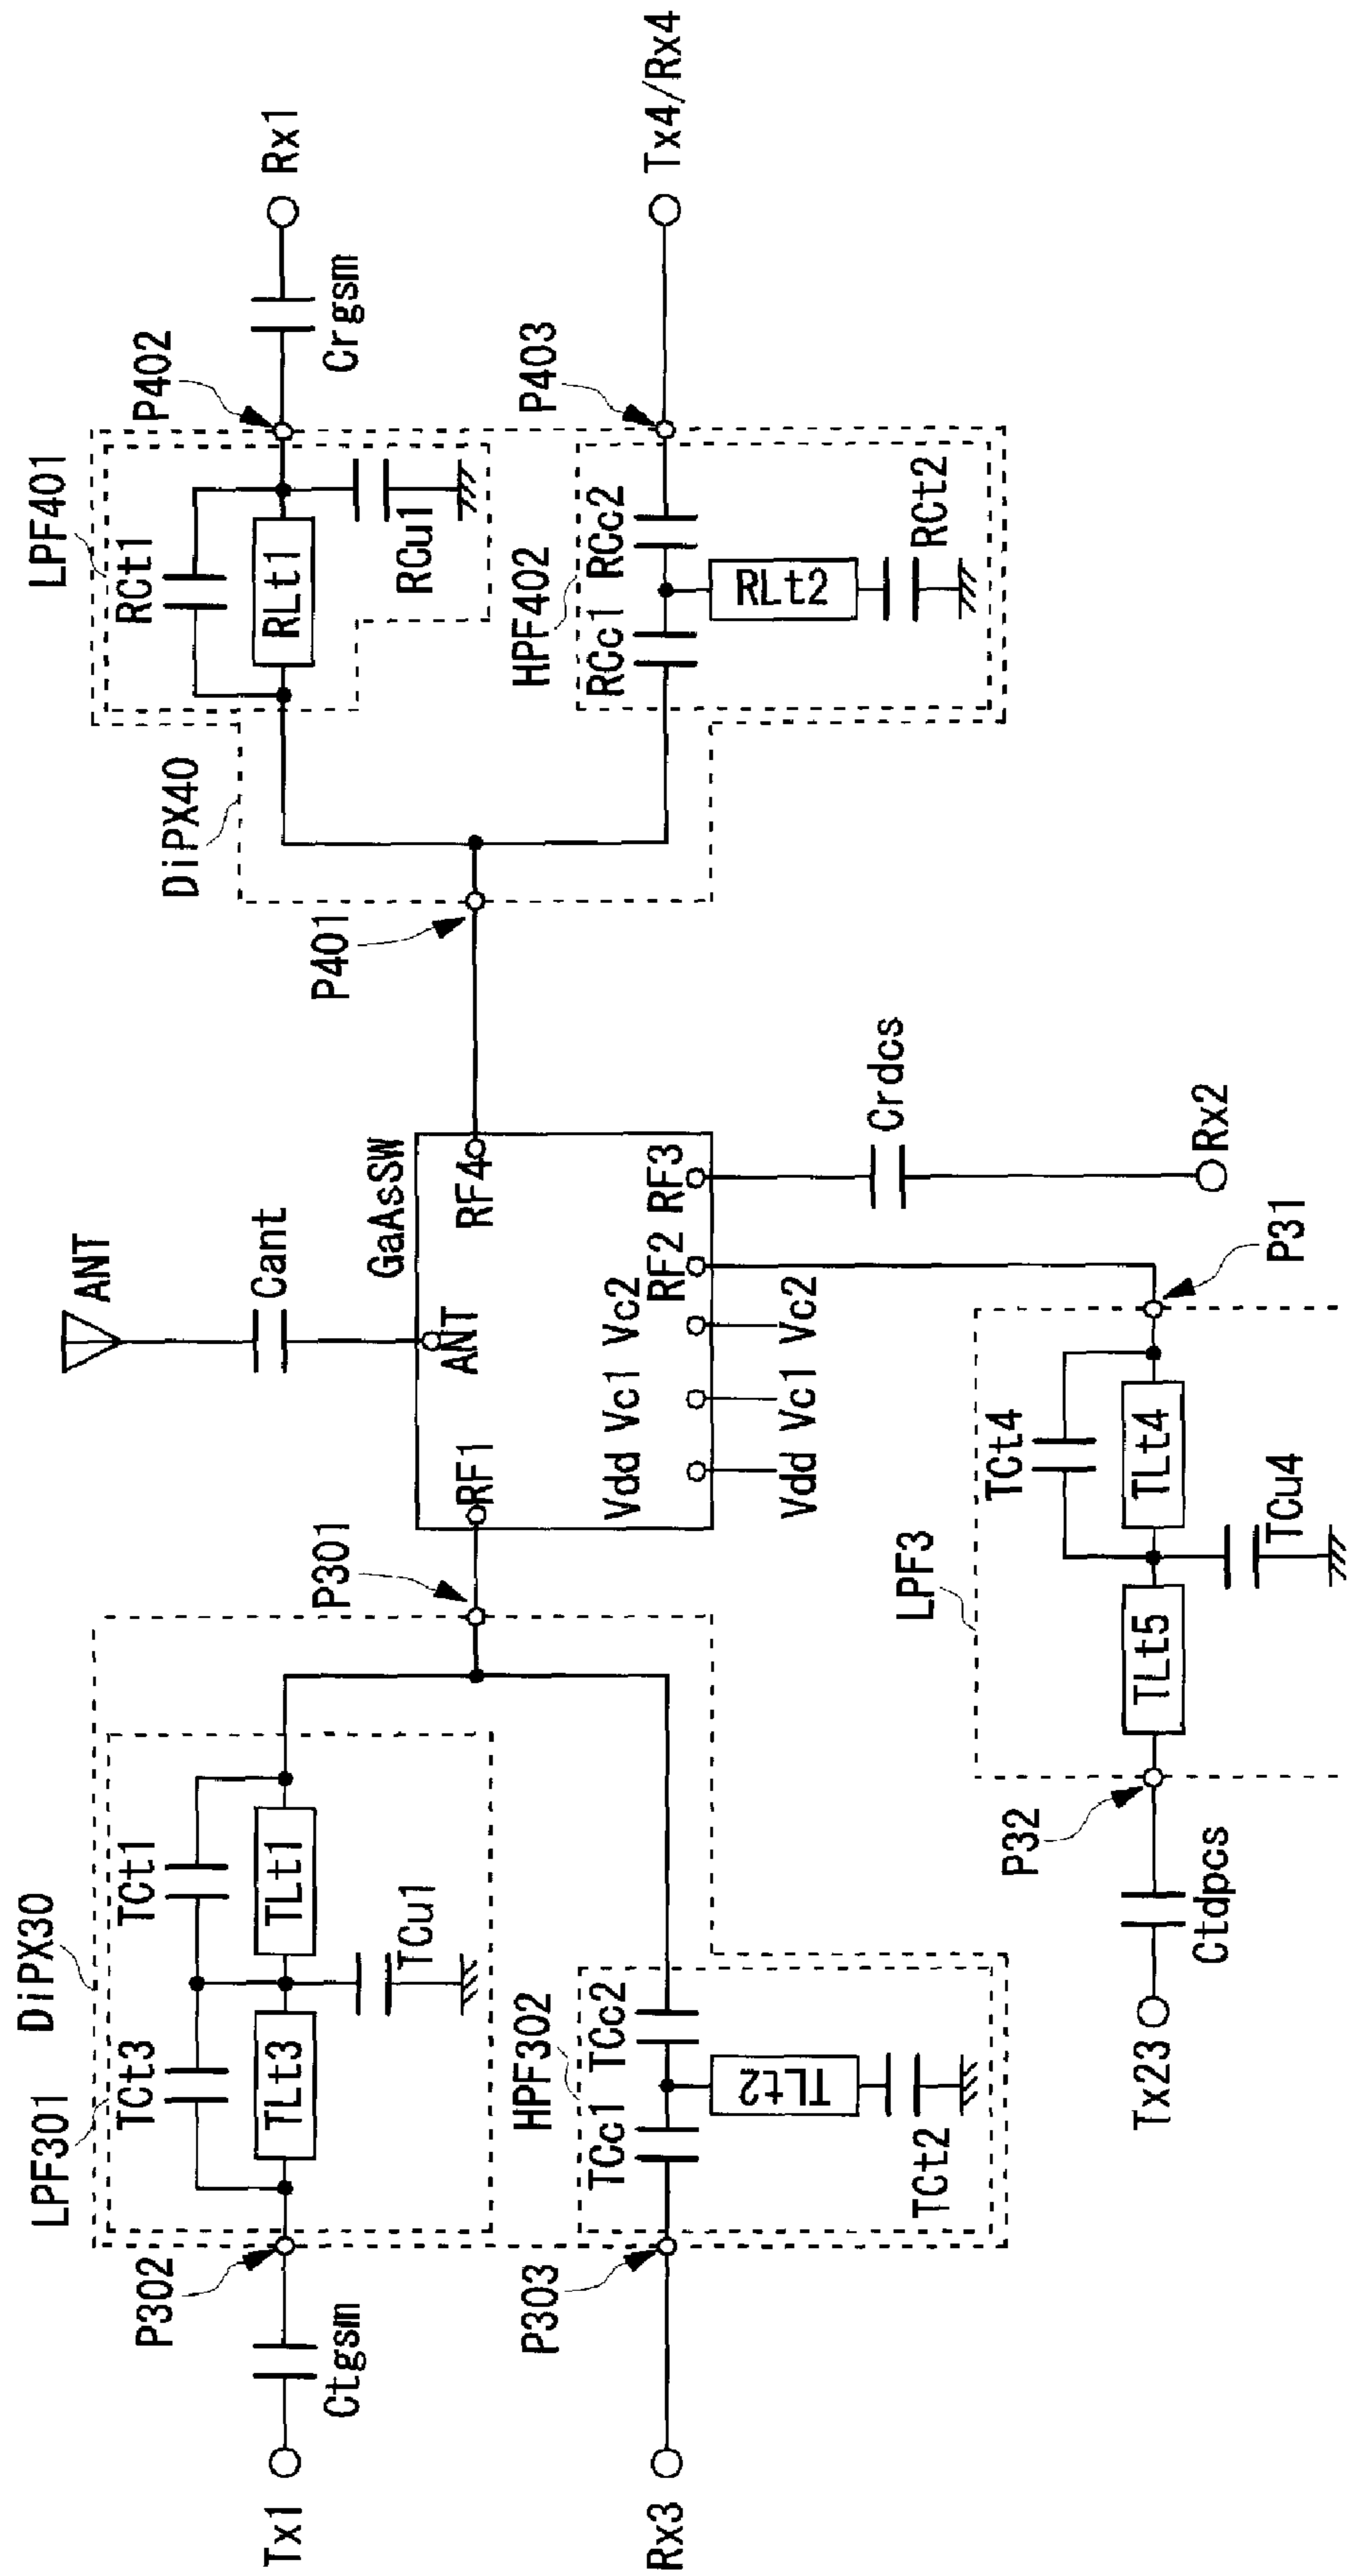 DiPX30
LPF301
TCt3
TCt1
TLt3
TLt1
TCu1
P301
P302
Ctgsm
Tx1
HPF302
TCc1
TCc2
TLt2
TCt2
P303
Rx3
ANT
Cant
GaAsSW
RF1
ANT
RF4
Vdd
Vc1
Vc2
RF2
RF3
Vdd
Vc1
Vc2
Crdcs
Rx2
P31
LPF3
TCt4
TLt5
TLt4
TCu4
P32
Ctdpcs
Tx23
P401
DiPX40
LPF401
RCt1
RLt1
RCu1
P402
Crgsm
Rx1
HPF402
RCc1
RCc2
RLt2
RCt2
P403
Tx4/Rx4